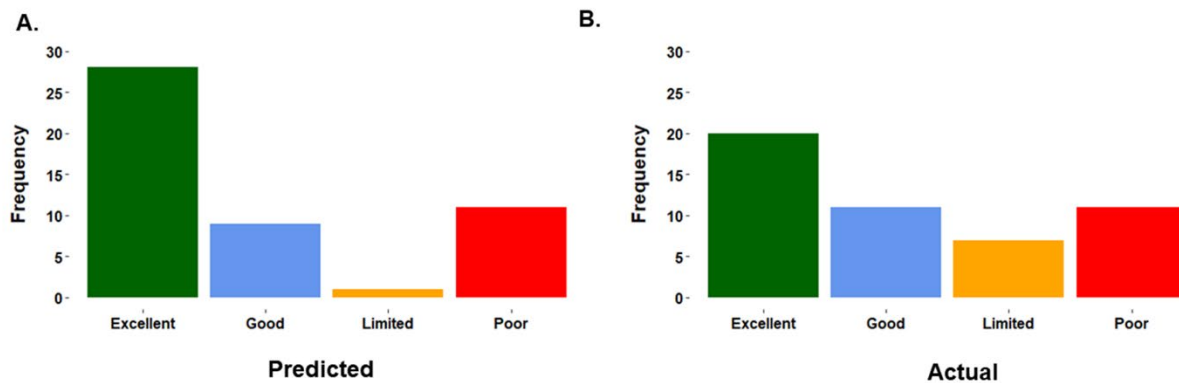 A.
30
25
20
15
10
5
0
Frequency
Excellent Good Limited Poor
Predicted
B.
30
25
20
15
10
5
0
Frequency
Excellent Good Limited Poor
Actual